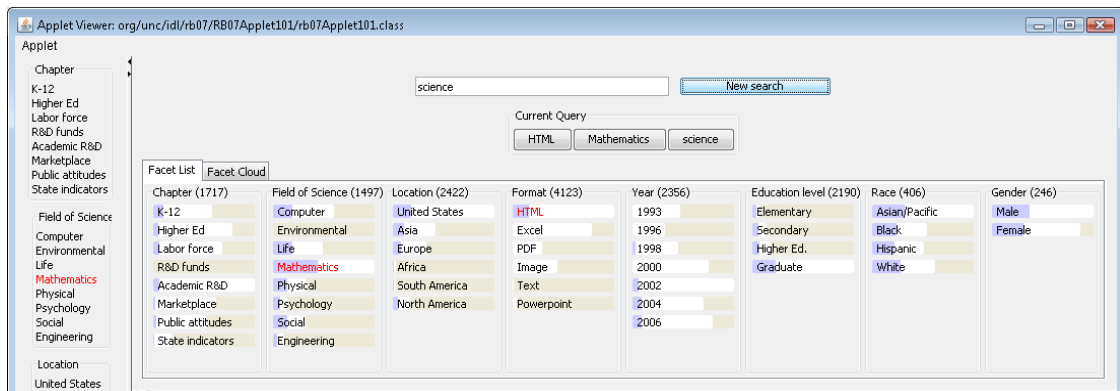 Applet Viewer: org/unc/idl/rb07/RB07Applet101/rb07Applet101.class
Applet
Chapter
K-12
Higher Ed
Labor force
R&D funds
Academic R&D
Marketplace
Public attitudes
State indicators
Field of Science
Computer
Environmental
Life
Mathematics
Physical
Psychology
Social
Engineering
Location
United States
science
New search
Current Query
HTML Mathematics science
Facet List Facet Cloud
Chapter (1717)
K-12
Higher Ed
Labor force
R&D funds
Academic R&D
Marketplace
Public attitudes
State indicators
Field of Science (1497)
Computer
Environmental
Life
Mathematics
Physical
Psychology
Social
Engineering
Location (2422)
United States
Asia
Europe
Africa
South America
North America
Format (4123)
HTML
Excel
PDF
Image
Text
Powerpoint
Year (2356)
1993
1996
1998
2000
2002
2004
2006
Education level (2190)
Elementary
Secondary
Higher Ed.
Graduate
Race (406)
Asian/Pacific
Black
Hispanic
White
Gender (246)
Male
Female